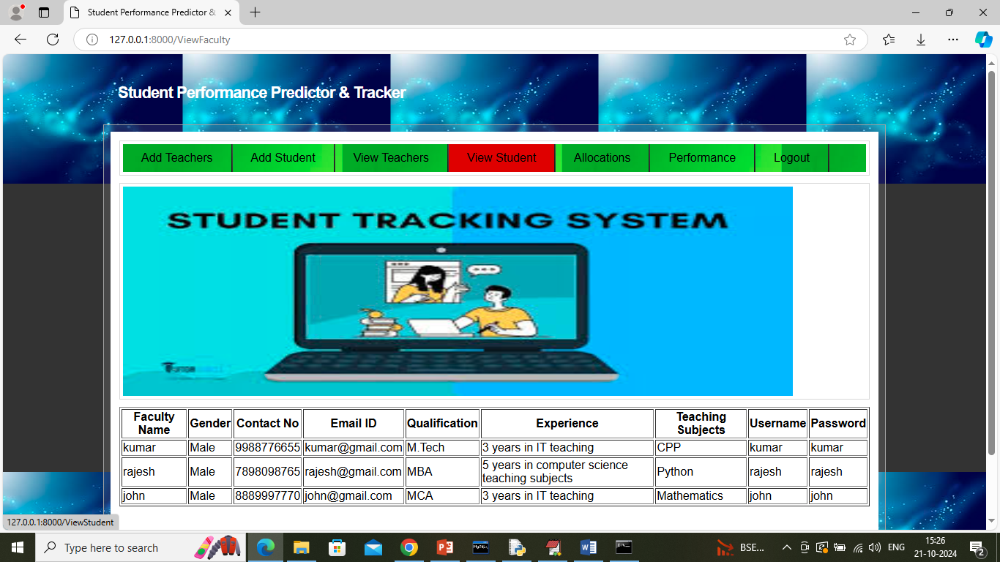 Student Performance Predictor &
127.0.0.1:8000/ViewFaculty
Student Performance Predictor & Tracker
Add Teachers Add Student View Teachers View Student Allocations Performance Logout
STUDENT TRACKING SYSTEM
Faculty Name Gender Contact No Email ID Qualification Experience Teaching Subjects Username Password
kumar Male 9988776655 kumar@gmail.com M.Tech 3 years in IT teaching CPP kumar kumar
rajesh Male 7898098765 rajesh@gmail.com MBA 5 years in computer science teaching subjects Python rajesh rajesh
john Male 8889997770 john@gmail.com MCA 3 years in IT teaching Mathematics john john
127.0.0.1:8000/ViewStudent
Type here to search
BSE...
ENG
15:26
21-10-2024
2